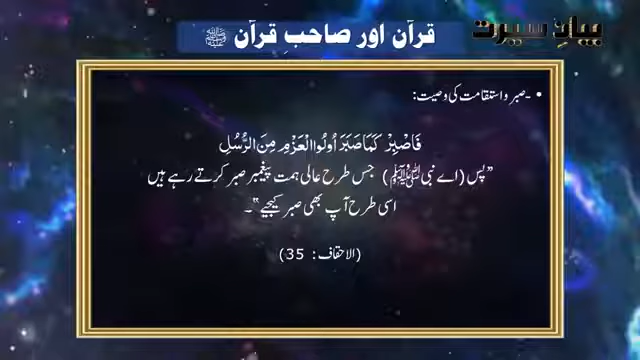 بیانِ سیرت
قرآن اور صاحبِ قرآن ﷺ
• -صبر و استقامت کی وصیت:
فَاصْبِرْ كَمَا صَبَرَ اُولُوا الْعَزْمِ مِنَ الرُّسُلِ
”پس (اے نبی ﷺ) جس طرح عالی ہمت پیغمبر صبر کرتے رہے ہیں
اسی طرح آپ بھی صبر کیجیے“۔
(الاحقاف: 35)